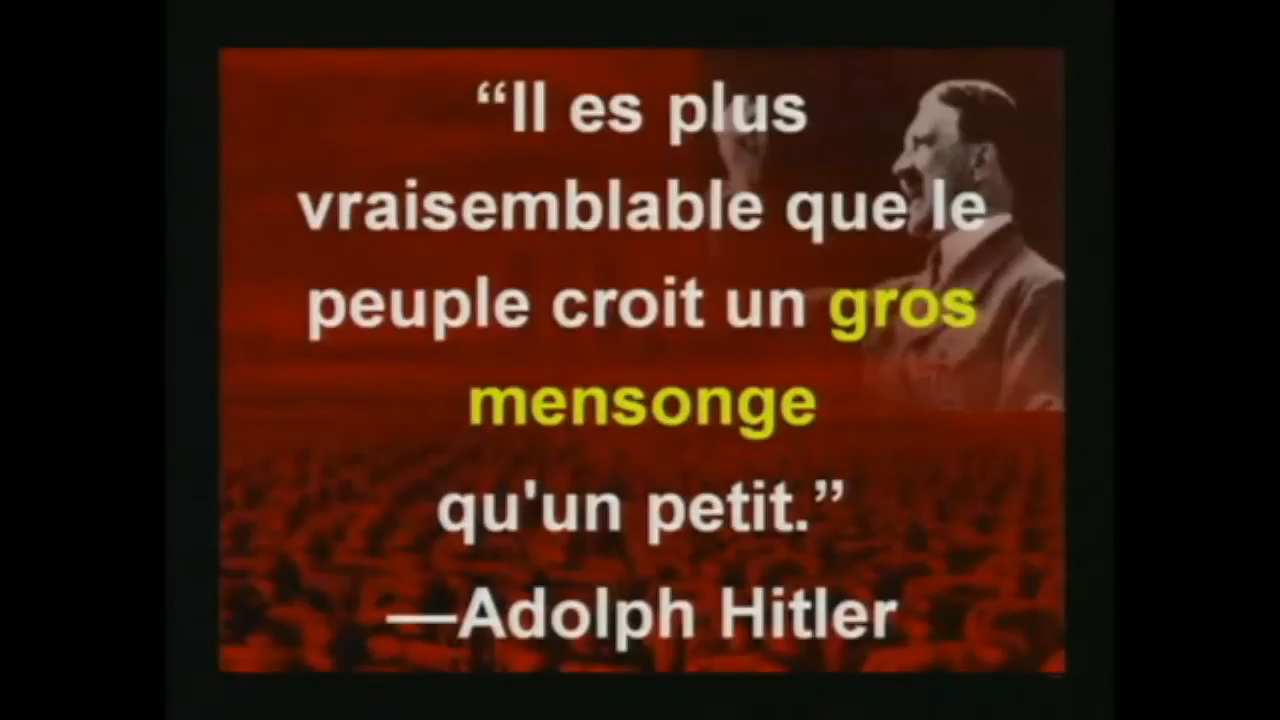 “Il es plus
vraisemblable que le
peuple croit un gros
mensonge
qu'un petit.”
—Adolph Hitler